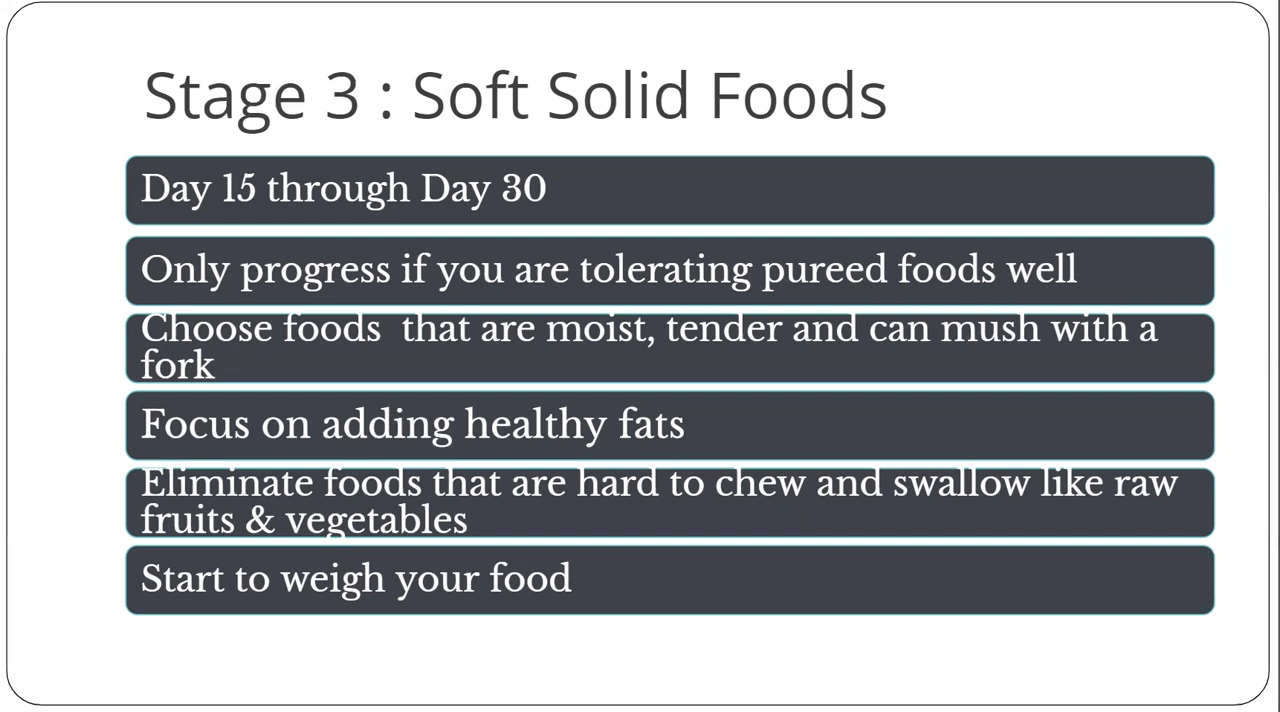 Stage 3 : Soft Solid Foods
Day 15 through Day 30
Only progress if you are tolerating pureed foods well
Choose foods  that are moist, tender and can mush with a
fork
Focus on adding healthy fats
Eliminate foods that are hard to chew and swallow like raw
fruits & vegetables
Start to weigh your food